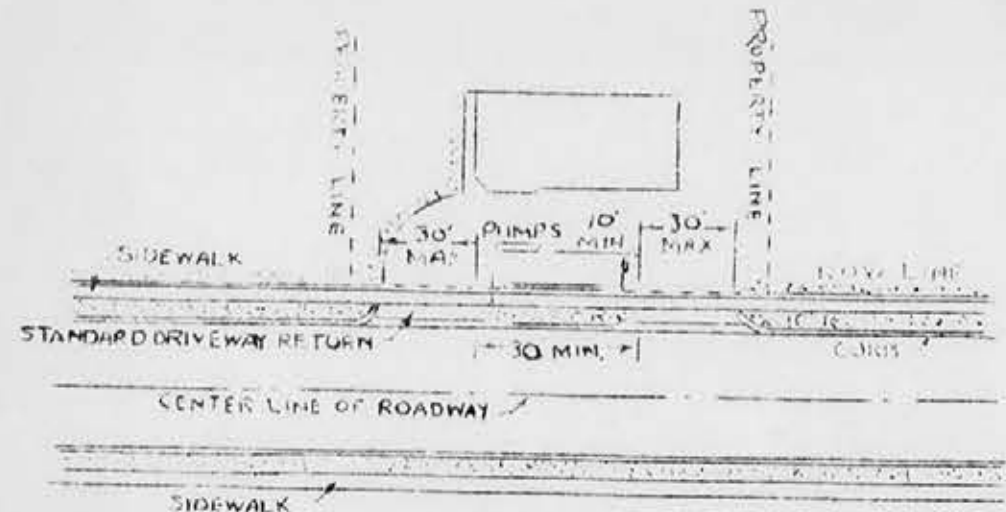 PROPERTY LINE
LINE
PUMPS
30'
10'
MIN
30'
MAX
SIDEWALK
STANDARD DRIVEWAY RETURN
30 MIN.
CURB
CENTER LINE OF ROADWAY
SIDEWALK